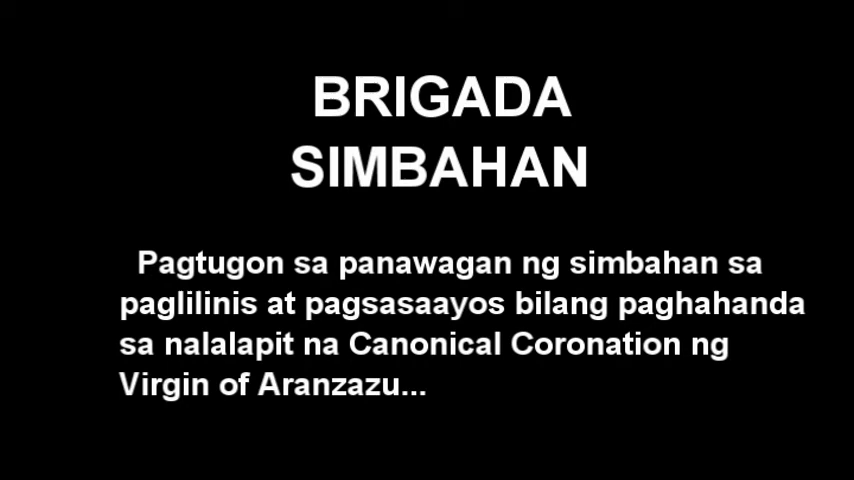 BRIGADA
SIMBAHAN
Pagtugon sa panawagan ng simbahan sa
paglilinis at pagsasaayos bilang paghahanda
sa nalalapit na Canonical Coronation ng
Virgin of Aranzazu...